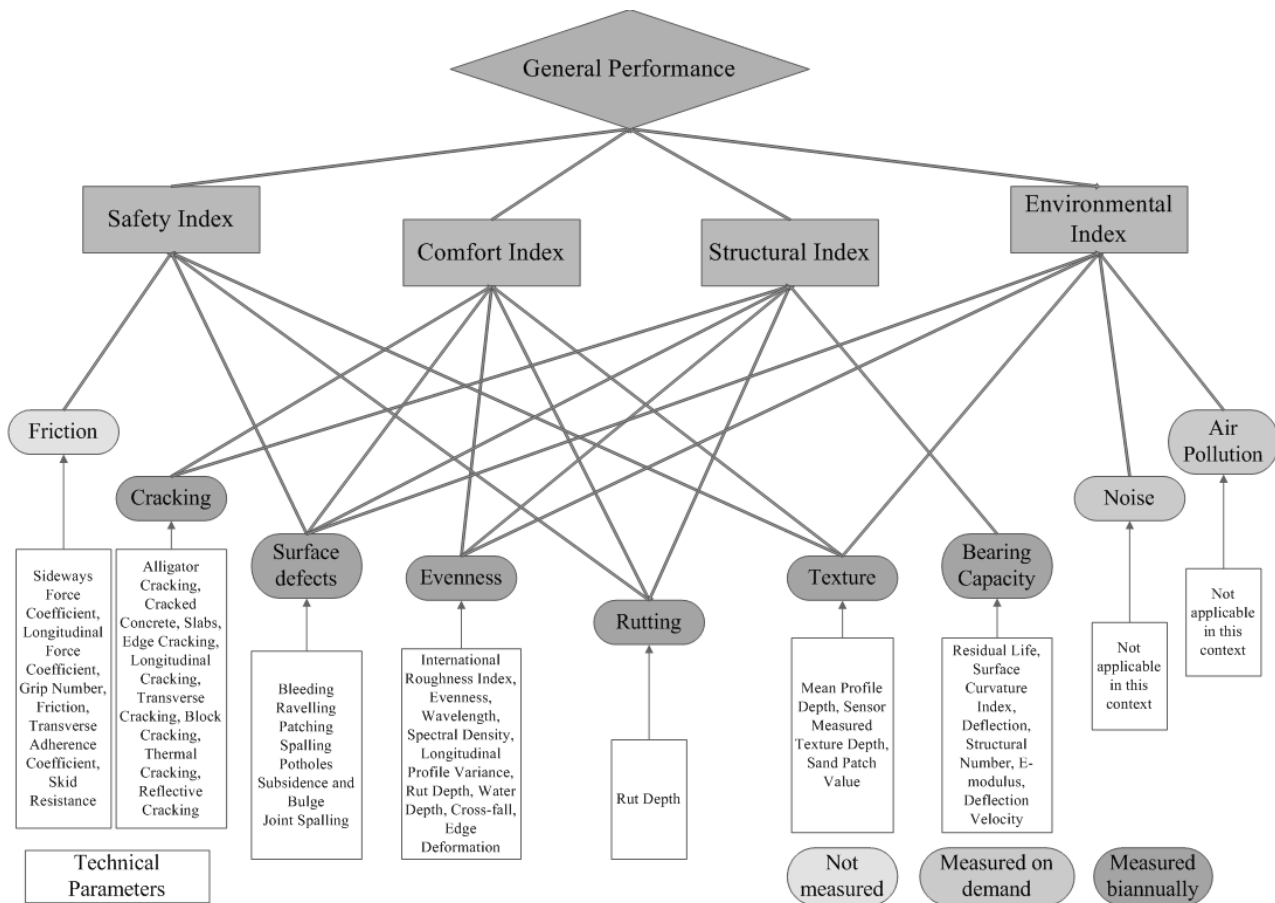 General Performance
Safety Index
Comfort Index
Structural Index
Environmental
Index
Friction
Cracking
Surface
defects
Evenness
Rutting
Texture
Bearing
Capacity
Noise
Air
Pollution
Sideways
Force
Coefficient,
Longitudinal
Force
Coefficient,
Grip Number,
Friction,
Transverse
Adherence
Coefficient,
Skid
Resistance
Alligator
Cracking,
Cracked
Concrete, Slabs,
Edge Cracking,
Longitudinal
Cracking,
Transverse
Cracking, Block
Cracking,
Thermal
Cracking,
Reflective
Cracking
Bleeding
Ravelling
Patching
Spalling
Potholes
Subsidence and
Bulge
Joint Spalling
International
Roughness Index,
Evenness,
Wavelength,
Spectral Density,
Longitudinal
Profile Variance,
Rut Depth, Water
Depth, Cross-fall,
Edge
Deformation
Rut Depth
Mean Profile
Depth, Sensor
Measured
Texture Depth,
Sand Patch
Value
Residual Life,
Surface
Curvature
Index,
Deflection,
Structural
Number, E-
modulus,
Deflection
Velocity
Not
applicable
in this
context
Not
applicable
in this
context
Technical
Parameters
Not
measured
Measured on
demand
Measured
biannually